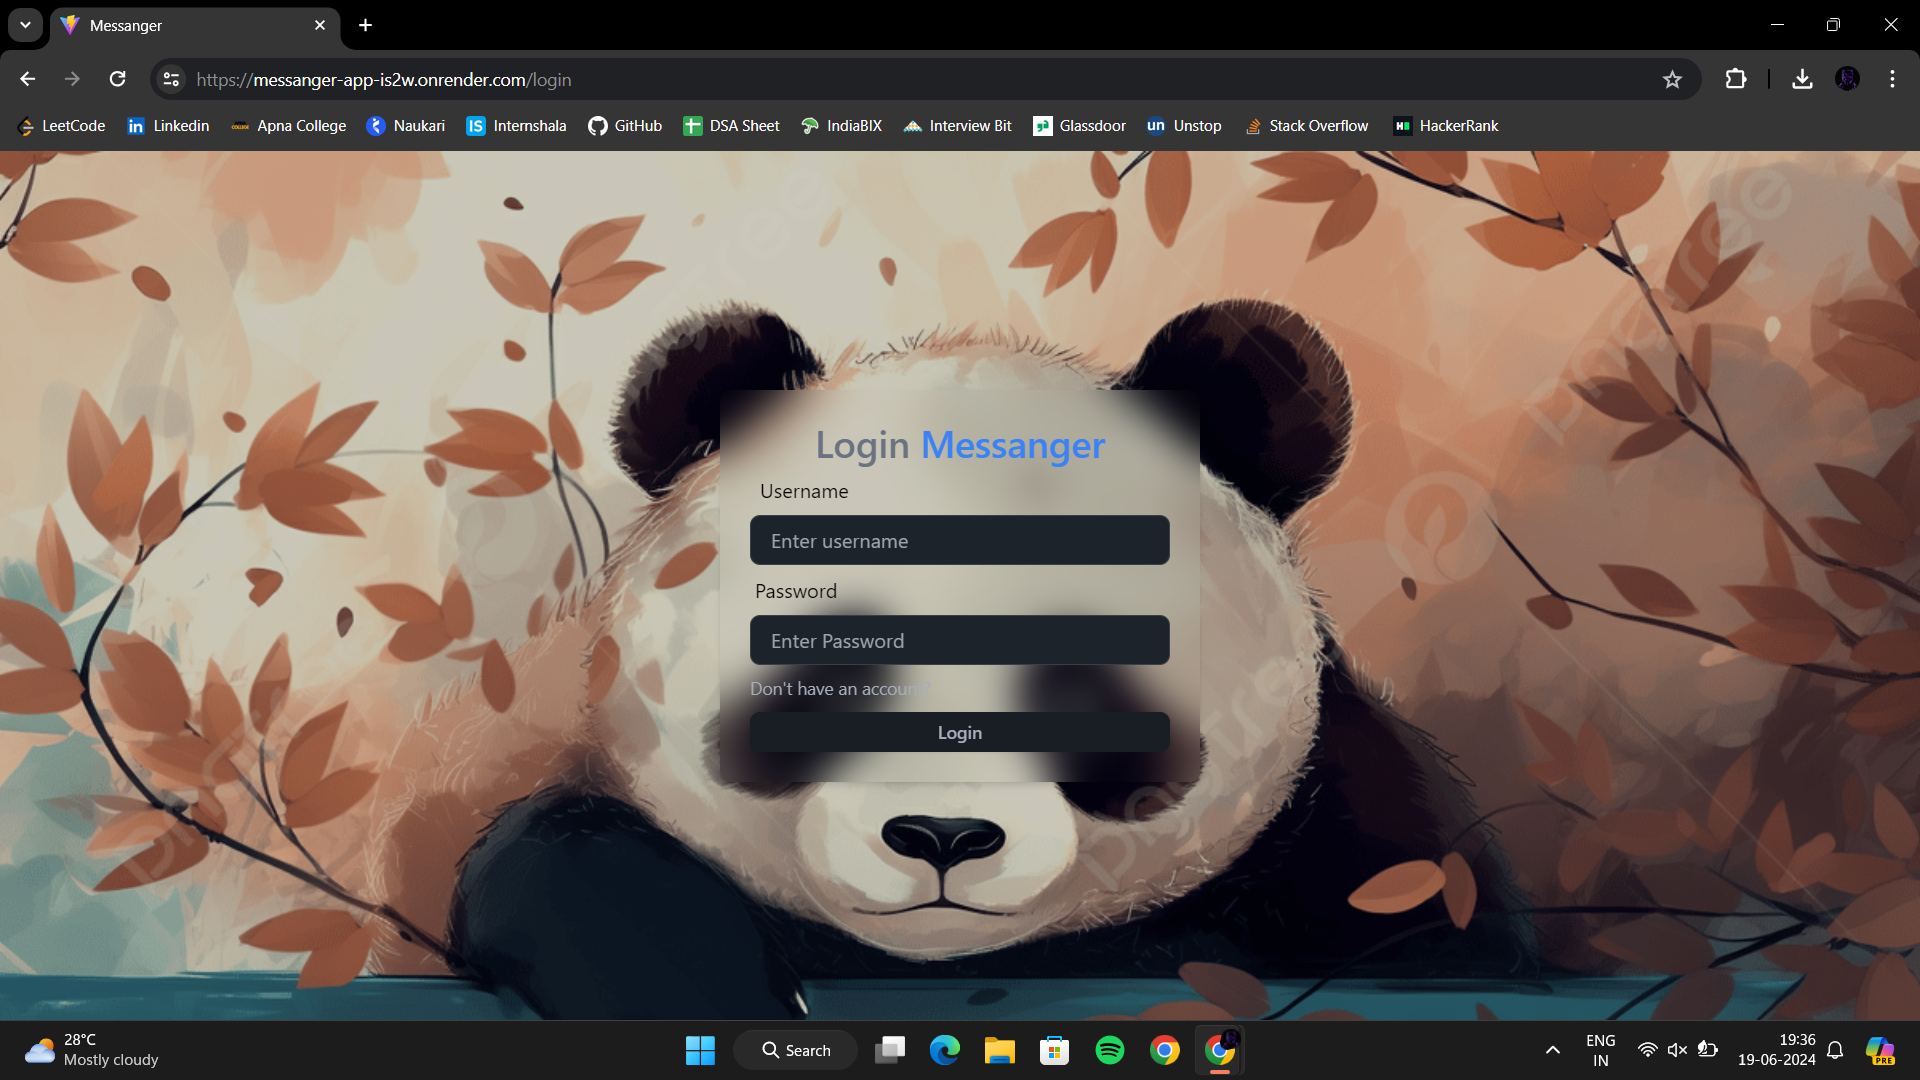 Messanger
https://messanger-app-is2w.onrender.com/login
LeetCode Linkedin Apna College Naukari Internshala GitHub DSA Sheet IndiaBIX Interview Bit Glassdoor Unstop Stack Overflow HackerRank
Login Messanger
Username
Enter username
Password
Enter Password
Don't have an account?
Login
pngtree
28°C
Mostly cloudy
Search
ENG
IN
19:36
19-06-2024
PRE